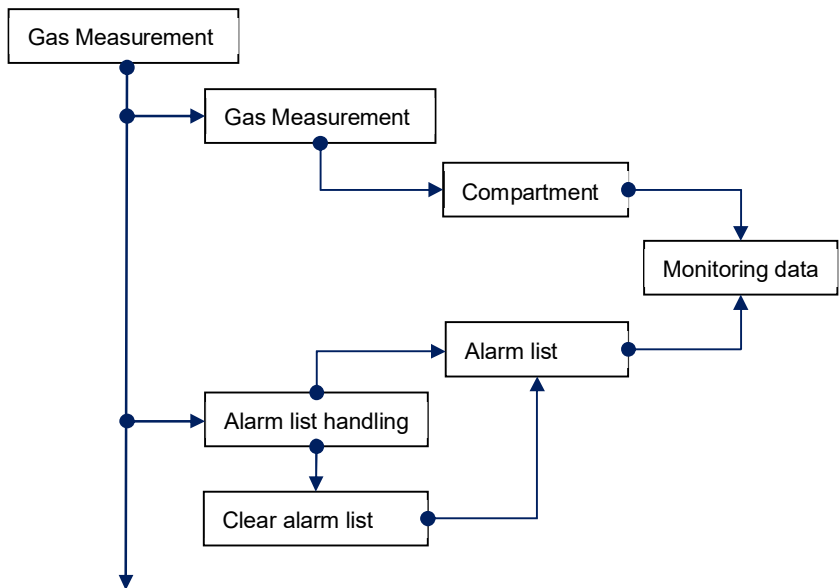 Gas Measurement
Gas Measurement
Compartment
Monitoring data
Alarm list
Alarm list handling
Clear alarm list